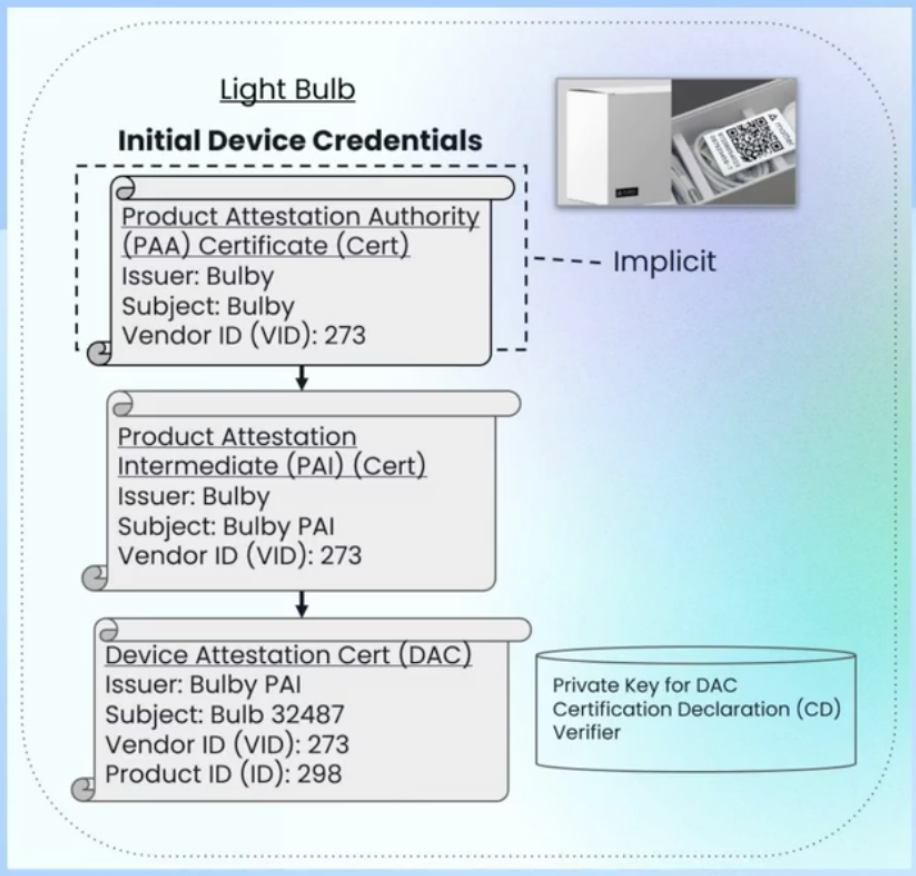 Light Bulb
Initial Device Credentials
Product Attestation Authority
(PAA) Certificate (Cert)
Issuer: Bulby
Subject: Bulby
Vendor ID (VID): 273
Implicit
Product Attestation
Intermediate (PAI) (Cert)
Issuer: Bulby
Subject: Bulby PAI
Vendor ID (VID): 273
Device Attestation Cert (DAC)
Issuer: Bulby PAI
Subject: Bulb 32487
Vendor ID (VID): 273
Product ID (ID): 298
Private Key for DAC
Certification Declaration (CD)
Verifier